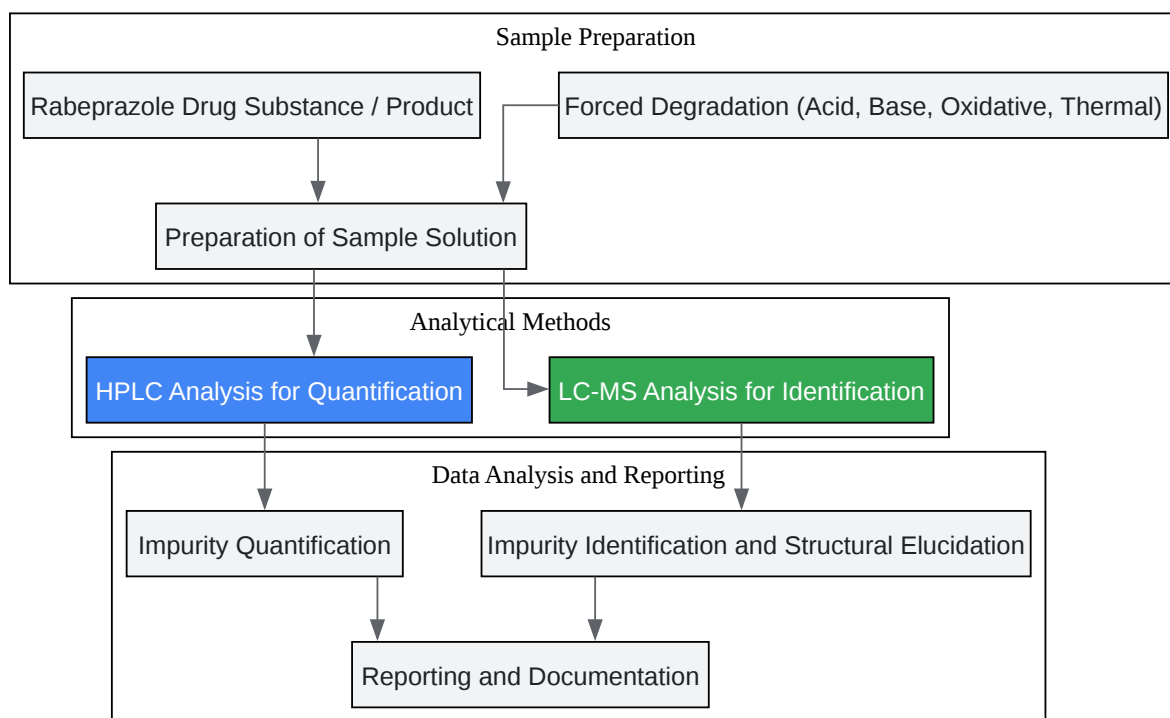 Sample Preparation
Rabeprazole Drug Substance / Product
Forced Degradation (Acid, Base, Oxidative, Thermal)
Preparation of Sample Solution
Analytical Methods
HPLC Analysis for Quantification
LC-MS Analysis for Identification
Data Analysis and Reporting
Impurity Quantification
Impurity Identification and Structural Elucidation
Reporting and Documentation